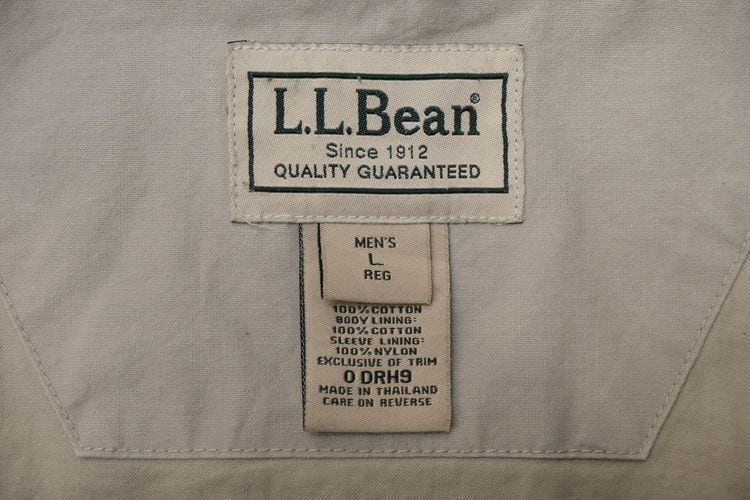 L.L.Bean®
Since 1912
QUALITY GUARANTEED
MEN'S
L
REG
100% COTTON
BODY LINING:
100% COTTON
SLEEVE LINING:
100% NYLON
EXCLUSIVE OF TRIM
0 DRH9
MADE IN THAILAND
CARE ON REVERSE